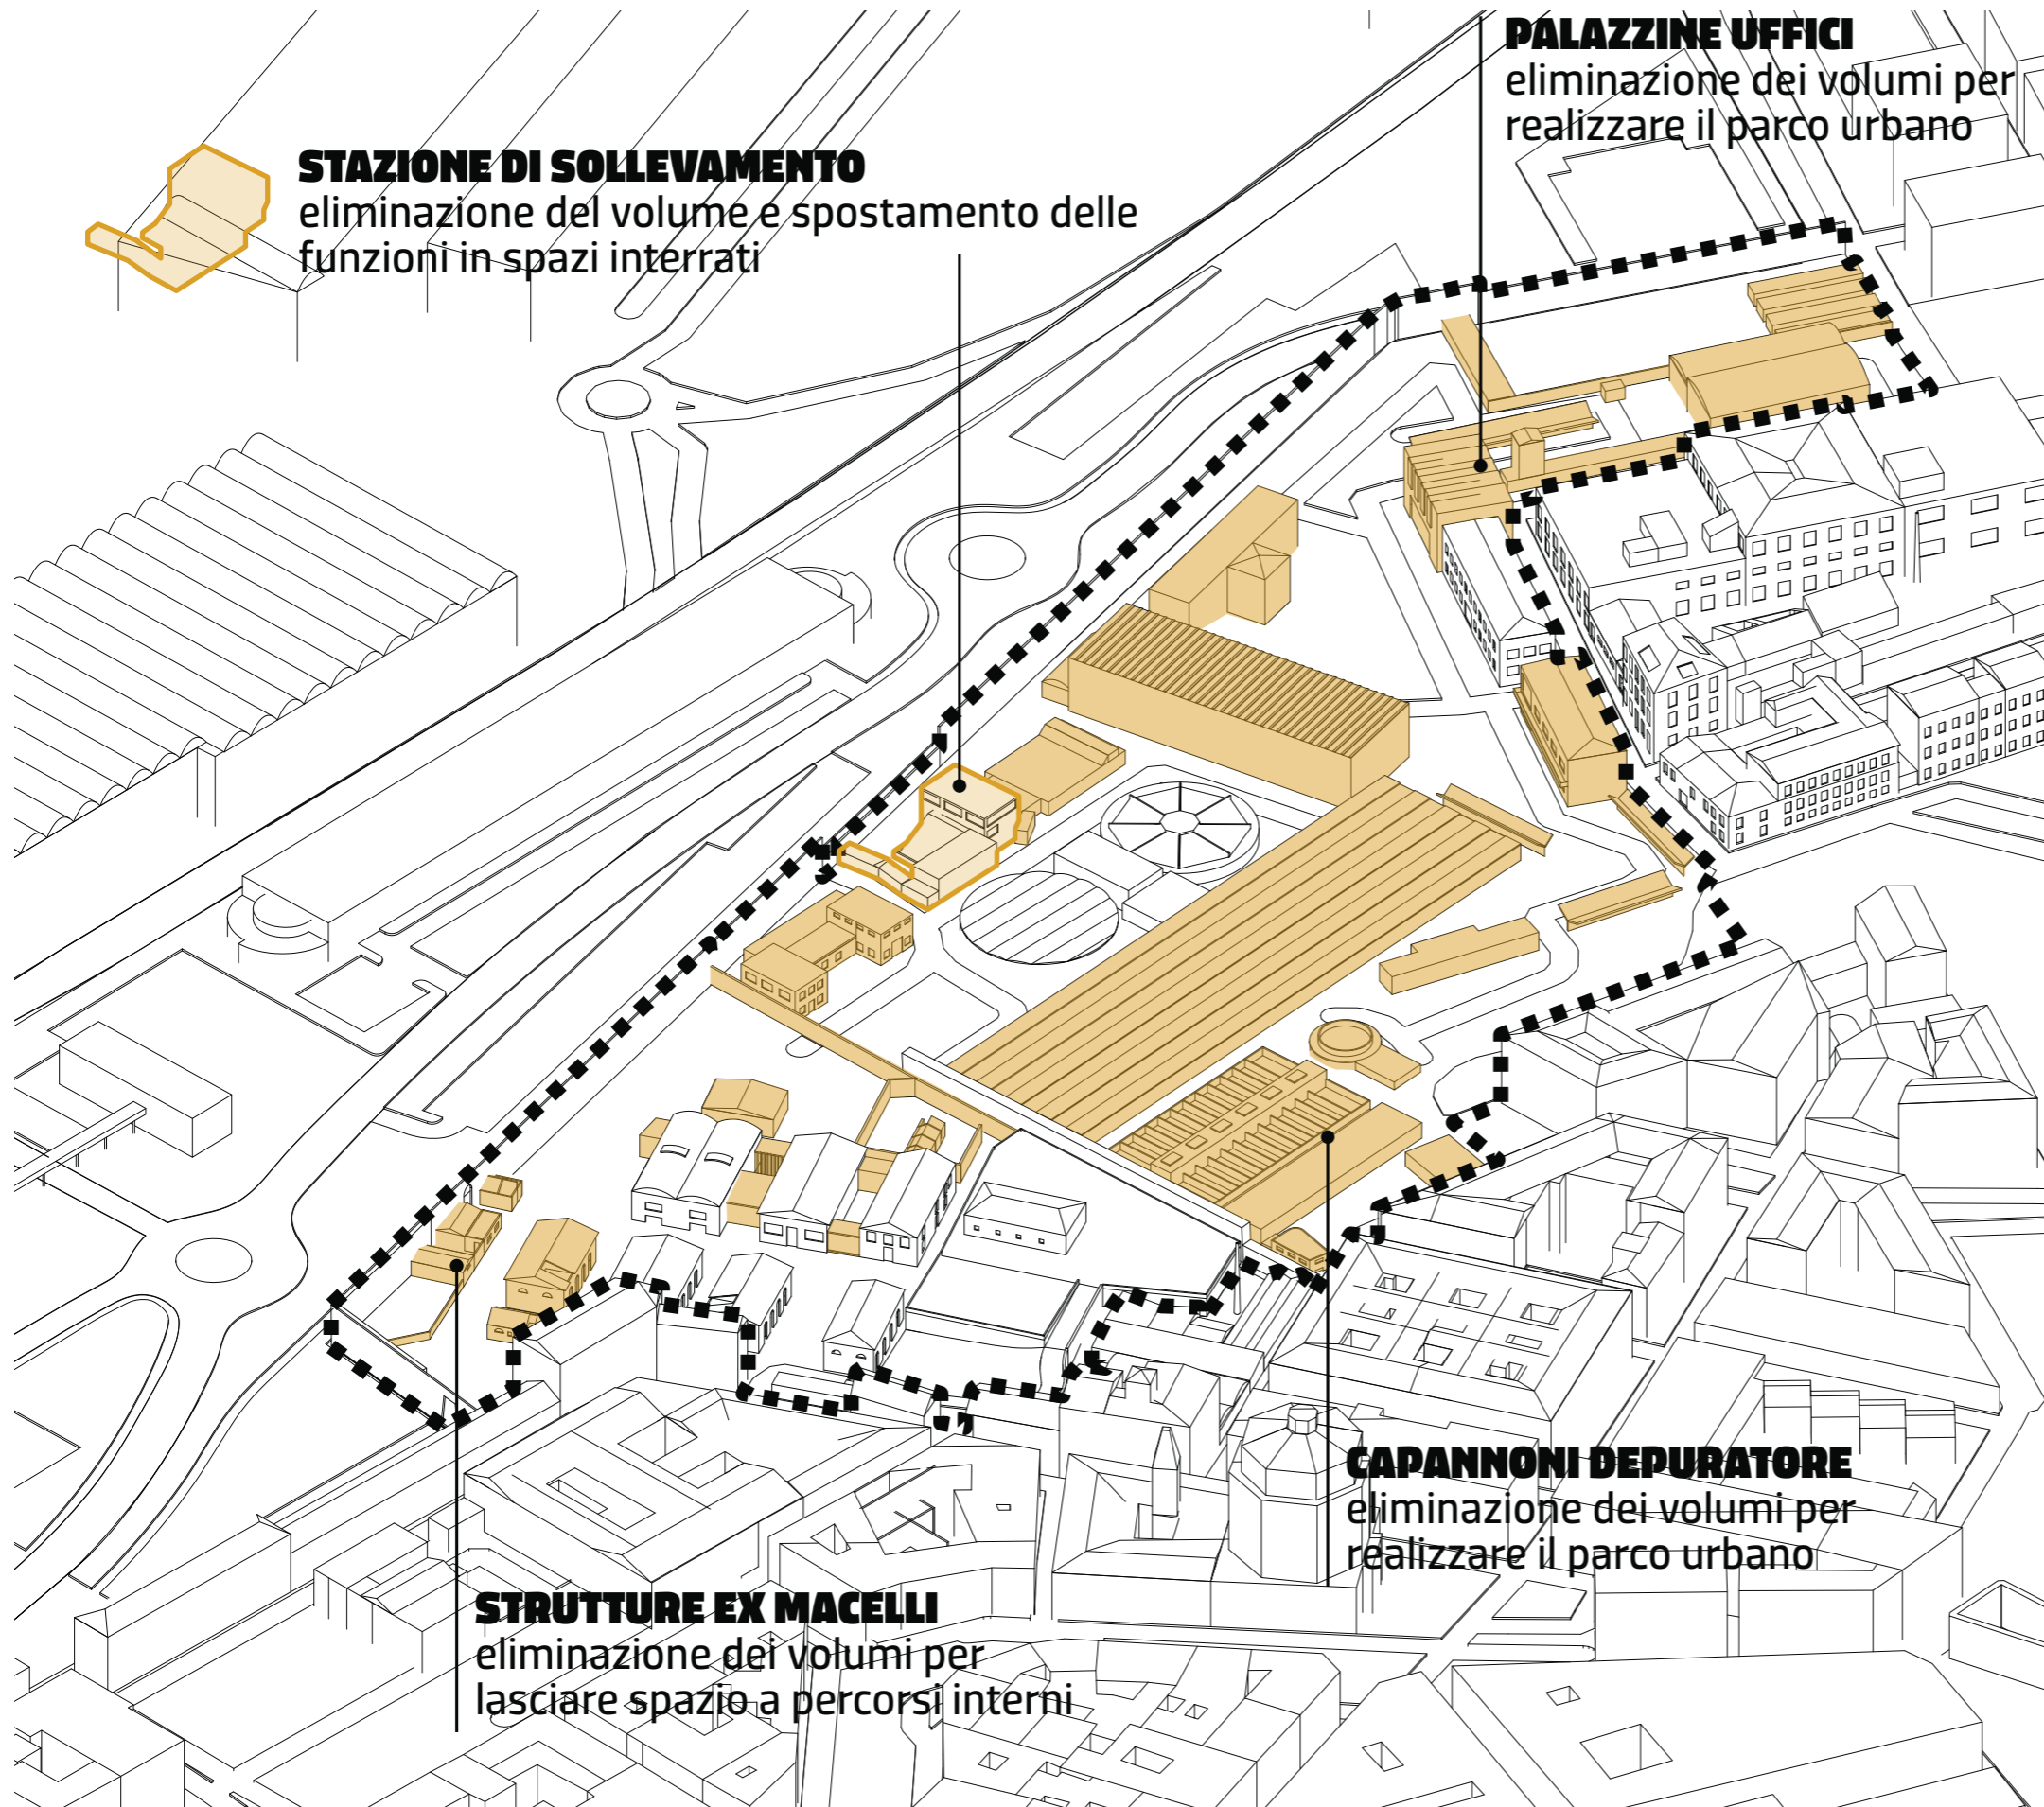 PALAZZINE UFFICI
eliminazione dei volumi per
realizzare il parco urbano
STAZIONE DI SOLLEVAMENTO
eliminazione del volume e spostamento delle
funzioni in spazi interrati
CAPANNONI DEPURATORE
eliminazione dei volumi per
realizzare il parco urbano
STRUTTURE EX MACELLI
eliminazione dei volumi per
lasciare spazio a percorsi interni